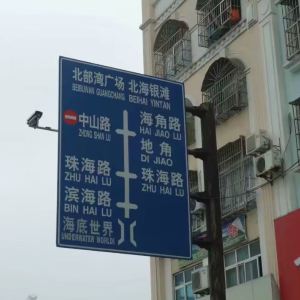 北部湾广场 北海银滩
BEIBUWAN GUANGCHANG BEIHAI YINTAN
中山路 海角路
ZHONG SHAN LU HAI JIAO LU
地角
DI JIAO
珠海路 珠海路
ZHU HAI LU ZHU HAI LU
滨海路
BIN HAI LU
海底世界
UNDERWATER WORLD